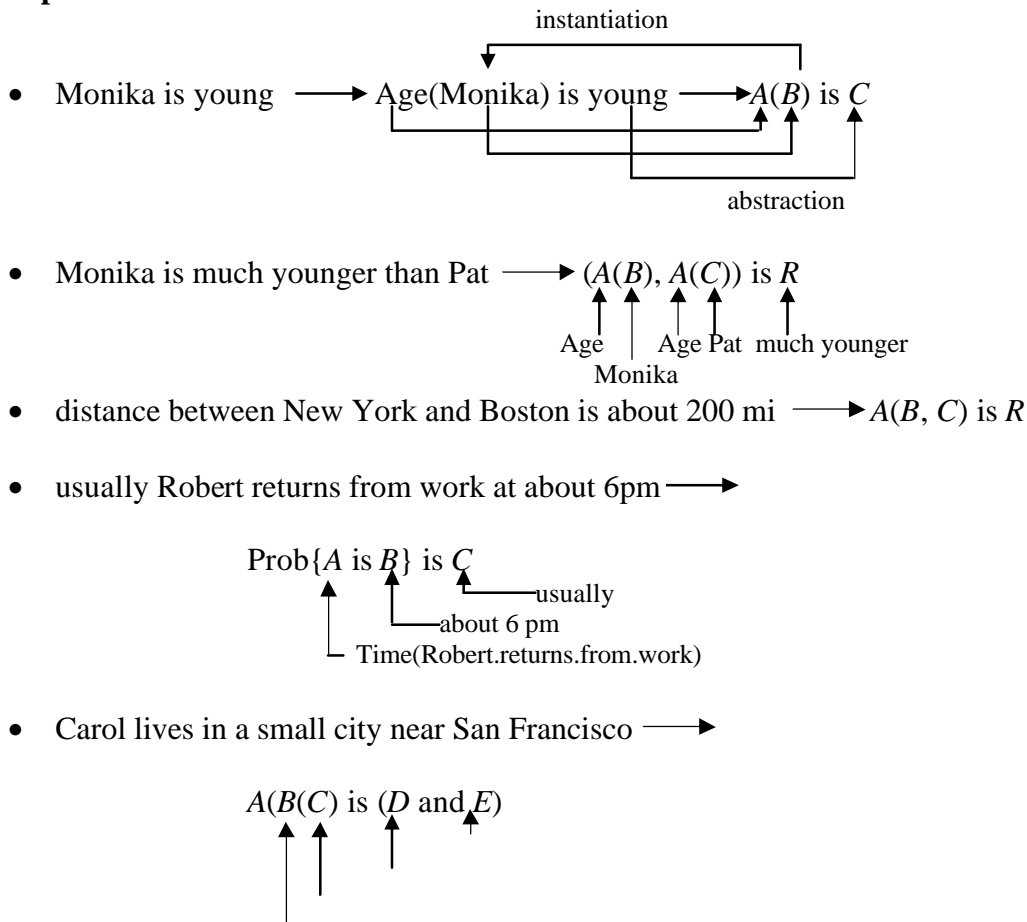 instantiation
• Monika is young → Age(Monika) is young → A(B) is C
abstraction
• Monika is much younger than Pat → (A(B), A(C)) is R
Age Age Pat much younger
Monika
• distance between New York and Boston is about 200 mi → A(B, C) is R
• usually Robert returns from work at about 6pm →
Prob{A is B} is C
usually
about 6 pm
Time(Robert.returns.from.work)
• Carol lives in a small city near San Francisco →
A(B(C) is (D and E)